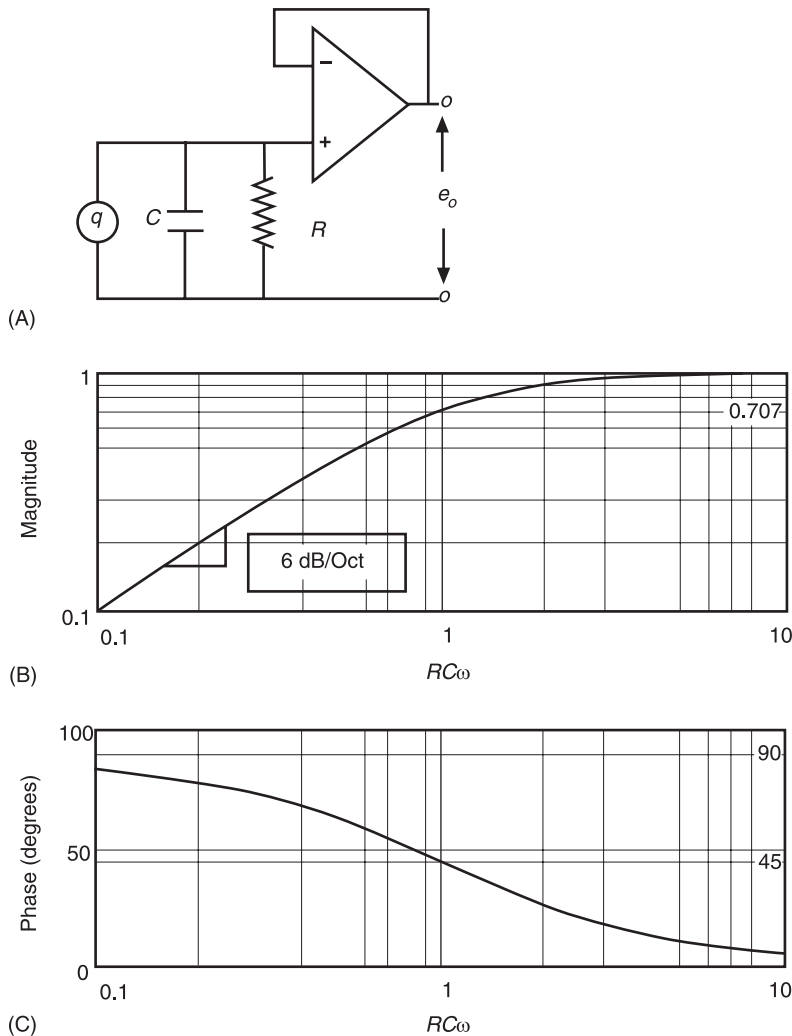 −
o
+
q
C
R
eo
o
(A)
1
0.707
Magnitude
6 dB/Oct
0.1
0.1
1
10
RCω
(B)
100
90
Phase (degrees)
50
45
0
0.1
1
10
RCω
(C)